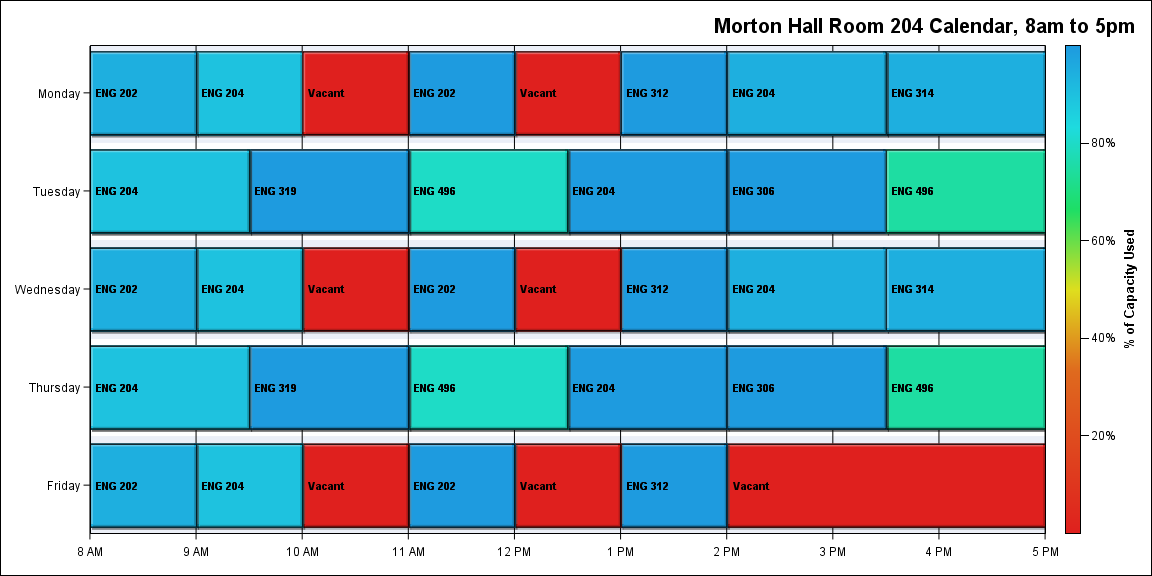 Morton Hall Room 204 Calendar, 8am to 5pm
Monday
ENG 202
ENG 204
Vacant
ENG 202
Vacant
ENG 312
ENG 204
ENG 314
Tuesday
ENG 204
ENG 319
ENG 496
ENG 204
ENG 306
ENG 496
Wednesday
ENG 202
ENG 204
Vacant
ENG 202
Vacant
ENG 312
ENG 204
ENG 314
Thursday
ENG 204
ENG 319
ENG 496
ENG 204
ENG 306
ENG 496
Friday
ENG 202
ENG 204
Vacant
ENG 202
Vacant
ENG 312
Vacant
8 AM
9 AM
10 AM
11 AM
12 PM
1 PM
2 PM
3 PM
4 PM
5 PM
80%
60%
40%
20%
% of Capacity Used